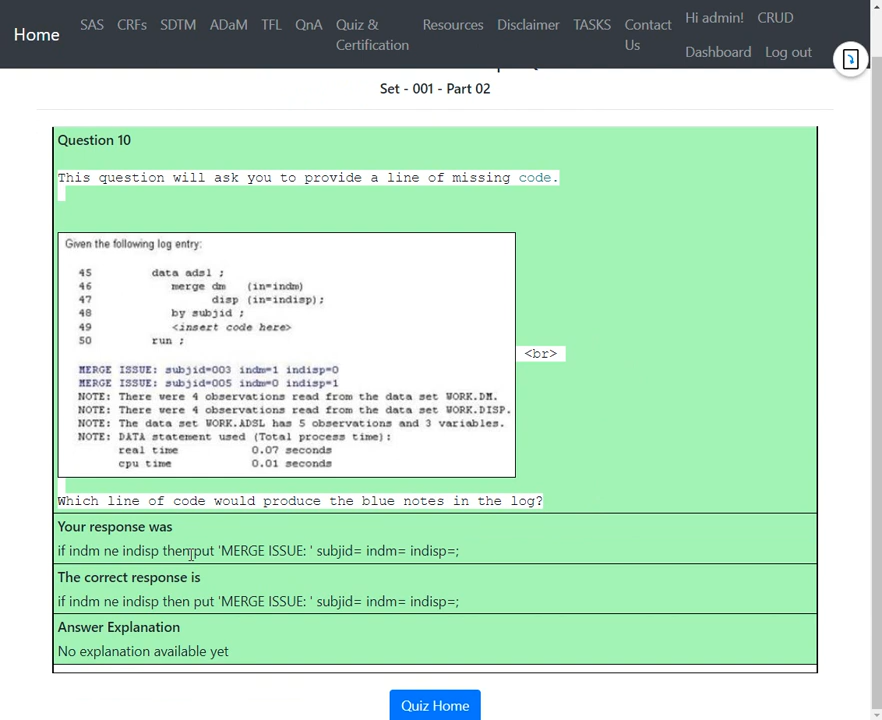 Home
SAS
CRFs
SDTM
ADaM
TFL
QnA
Quiz &
Certification
Resources
Disclaimer
TASKS
Contact
Us
Hi admin!
CRUD
Dashboard
Log out
Set - 001 - Part 02
Question 10
This question will ask you to provide a line of missing code.
Given the following log entry:
45 data adsl ;
46 merge dm (in=indm)
47 disp (in=indisp);
48 by subjid ;
49 <insert code here>
50 run ;
MERGE ISSUE: subjid=003 indm=1 indisp=0
MERGE ISSUE: subjid=005 indm=0 indisp=1
NOTE: There were 4 observations read from the data set WORK.DM.
NOTE: There were 4 observations read from the data set WORK.DISP.
NOTE: The data set WORK.ADSL has 5 observations and 3 variables.
NOTE: DATA statement used (Total process time):
real time 0.07 seconds
cpu time 0.01 seconds
<br>
Which line of code would produce the blue notes in the log?
Your response was
if indm ne indisp then put 'MERGE ISSUE: ' subjid= indm= indisp=;
The correct response is
if indm ne indisp then put 'MERGE ISSUE: ' subjid= indm= indisp=;
Answer Explanation
No explanation available yet
Quiz Home